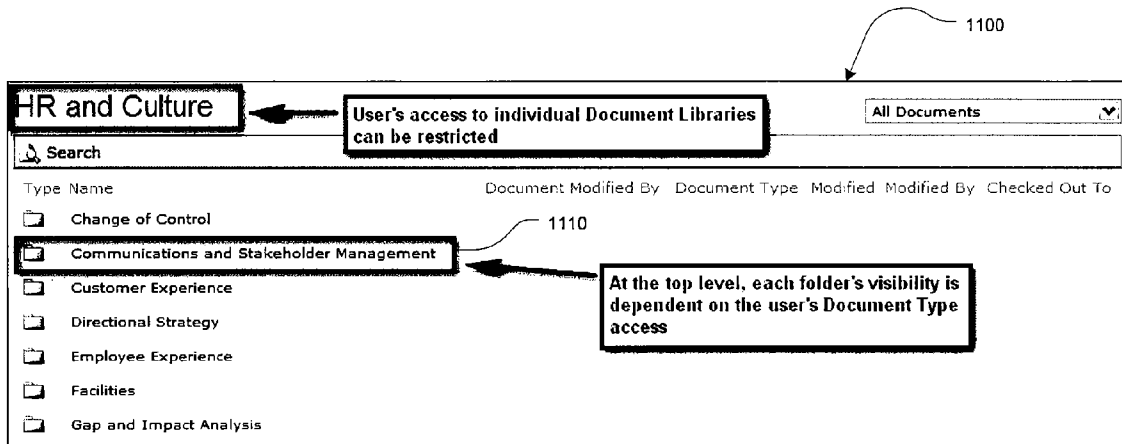 1100
HR and Culture
User's access to individual Document Libraries
can be restricted
All Documents
Search
Type Name Document Modified By Document Type Modified Modified By Checked Out To
Change of Control
1110
Communications and Stakeholder Management
Customer Experience
At the top level, each folder's visibility is
dependent on the user's Document Type
access
Directional Strategy
Employee Experience
Facilities
Gap and Impact Analysis